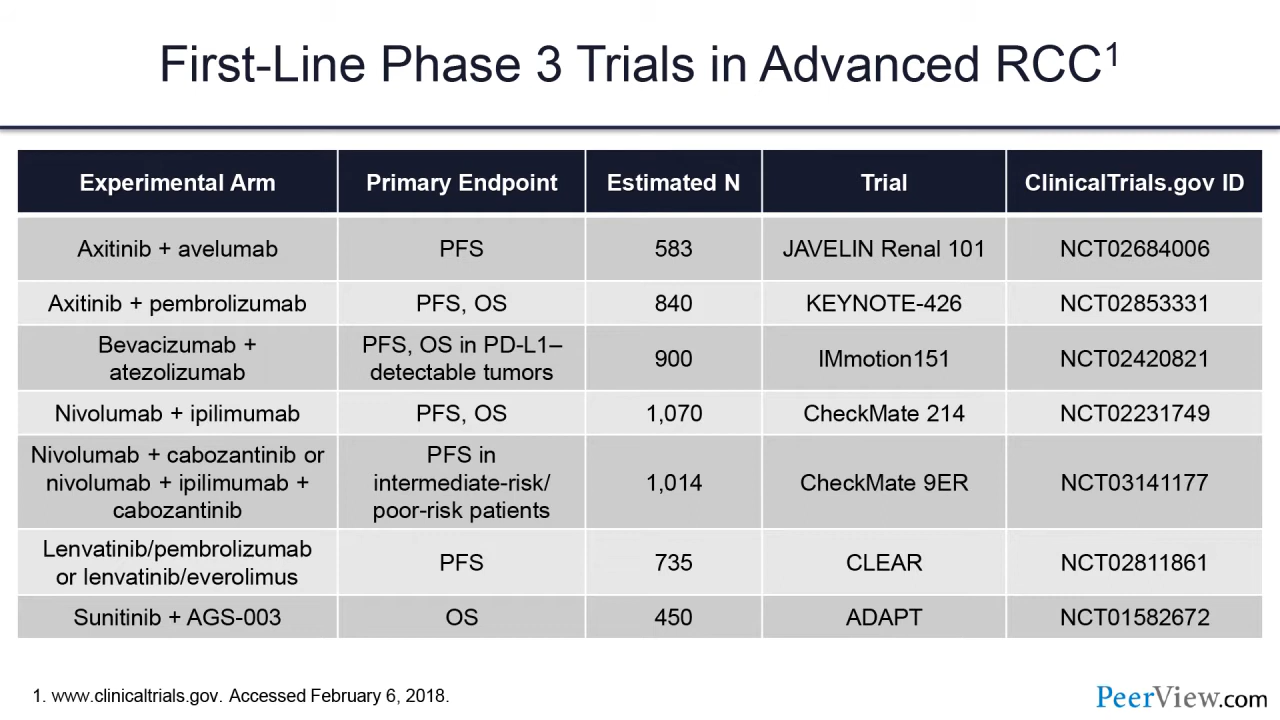 First-Line Phase 3 Trials in Advanced RCC¹
Experimental Arm Primary Endpoint Estimated N Trial ClinicalTrials.gov ID
Axitinib + avelumab PFS 583 JAVELIN Renal 101 NCT02684006
Axitinib + pembrolizumab PFS, OS 840 KEYNOTE-426 NCT02853331
Bevacizumab +
atezolizumab
PFS, OS in PD-L1–
detectable tumors
900 IMmotion151 NCT02420821
Nivolumab + ipilimumab PFS, OS 1,070 CheckMate 214 NCT02231749
Nivolumab + cabozantinib or
nivolumab + ipilimumab +
cabozantinib
PFS in
intermediate-risk/
poor-risk patients
1,014 CheckMate 9ER NCT03141177
Lenvatinib/pembrolizumab
or lenvatinib/everolimus
PFS 735 CLEAR NCT02811861
Sunitinib + AGS-003 OS 450 ADAPT NCT01582672
1. www.clinicaltrials.gov. Accessed February 6, 2018.
PeerView.com